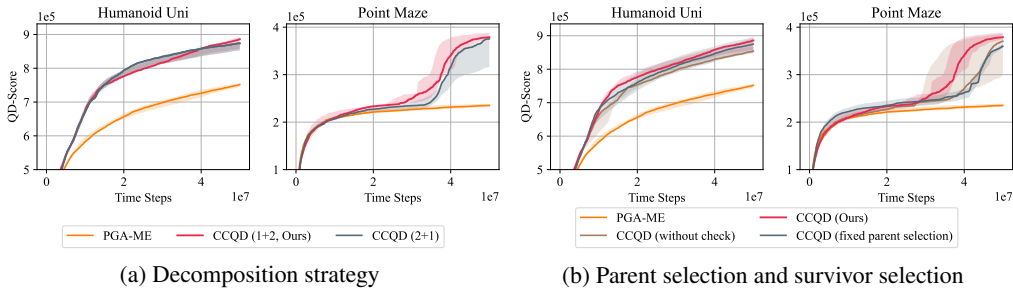 Humanoid Uni
1e5
QD-Score
9
8
7
6
5
0
2
4
Time Steps
1e7
Point Maze
1e5
4
3
2
1
0
2
4
Time Steps
1e7
PGA-ME
CCQD (1+2, Ours)
CCQD (2+1)
(a) Decomposition strategy
Humanoid Uni
1e5
QD-Score
9
8
7
6
5
0
2
4
Time Steps
1e7
Point Maze
1e5
4
3
2
1
0
2
4
Time Steps
1e7
PGA-ME
CCQD (Ours)
CCQD (without check)
CCQD (fixed parent selection)
(b) Parent selection and survivor selection